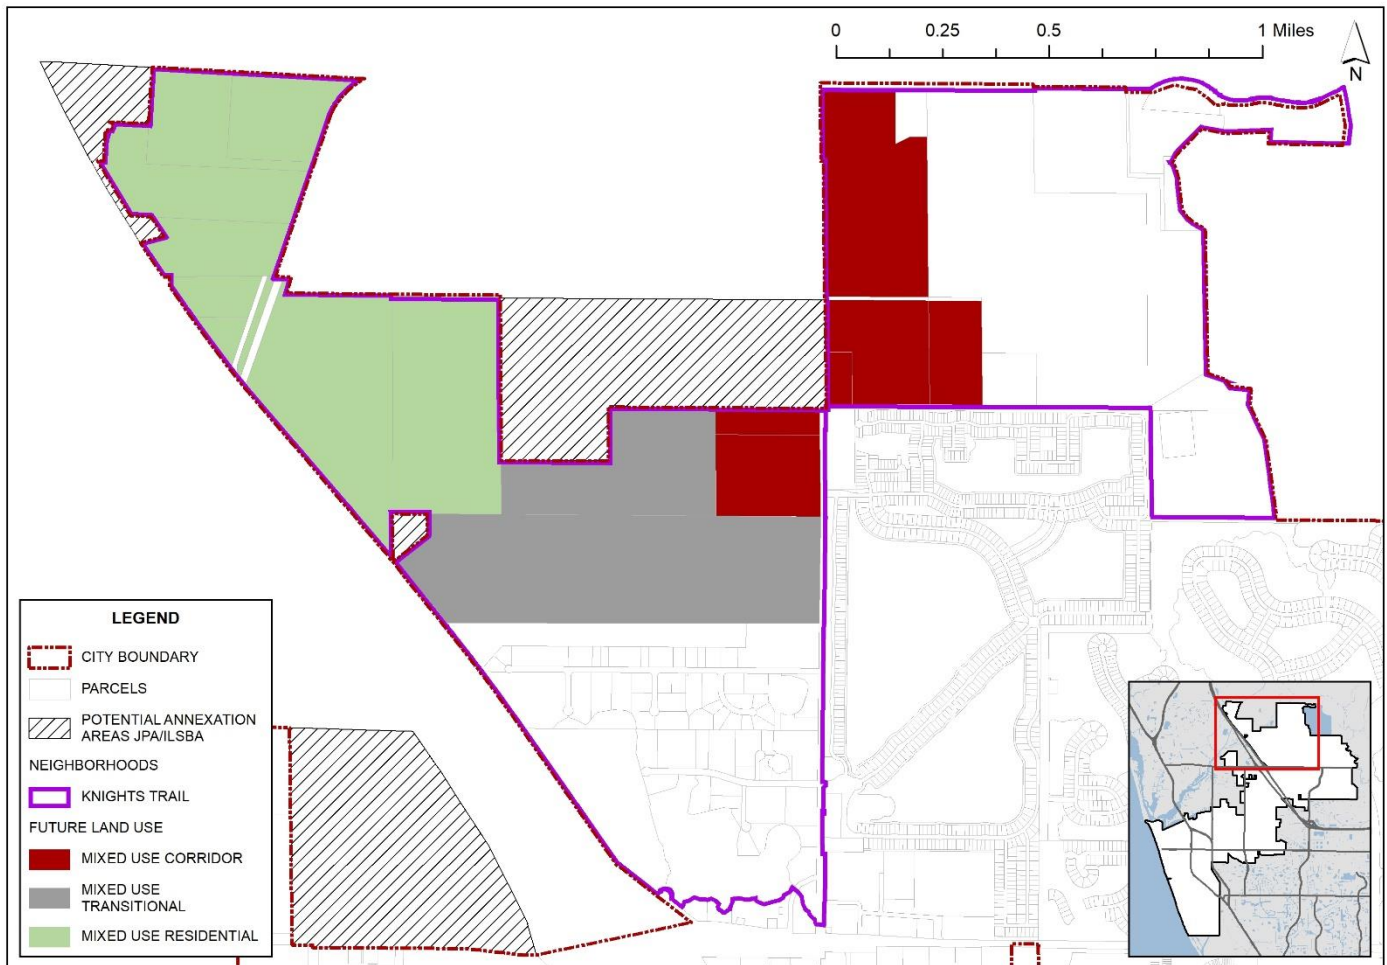 0 0.25 0.5 1 Miles
N
LEGEND
CITY BOUNDARY
PARCELS
POTENTIAL ANNEXATION
AREAS JPA/ILSBA
NEIGHBORHOODS
KNIGHTS TRAIL
FUTURE LAND USE
MIXED USE CORRIDOR
MIXED USE
TRANSITIONAL
MIXED USE RESIDENTIAL